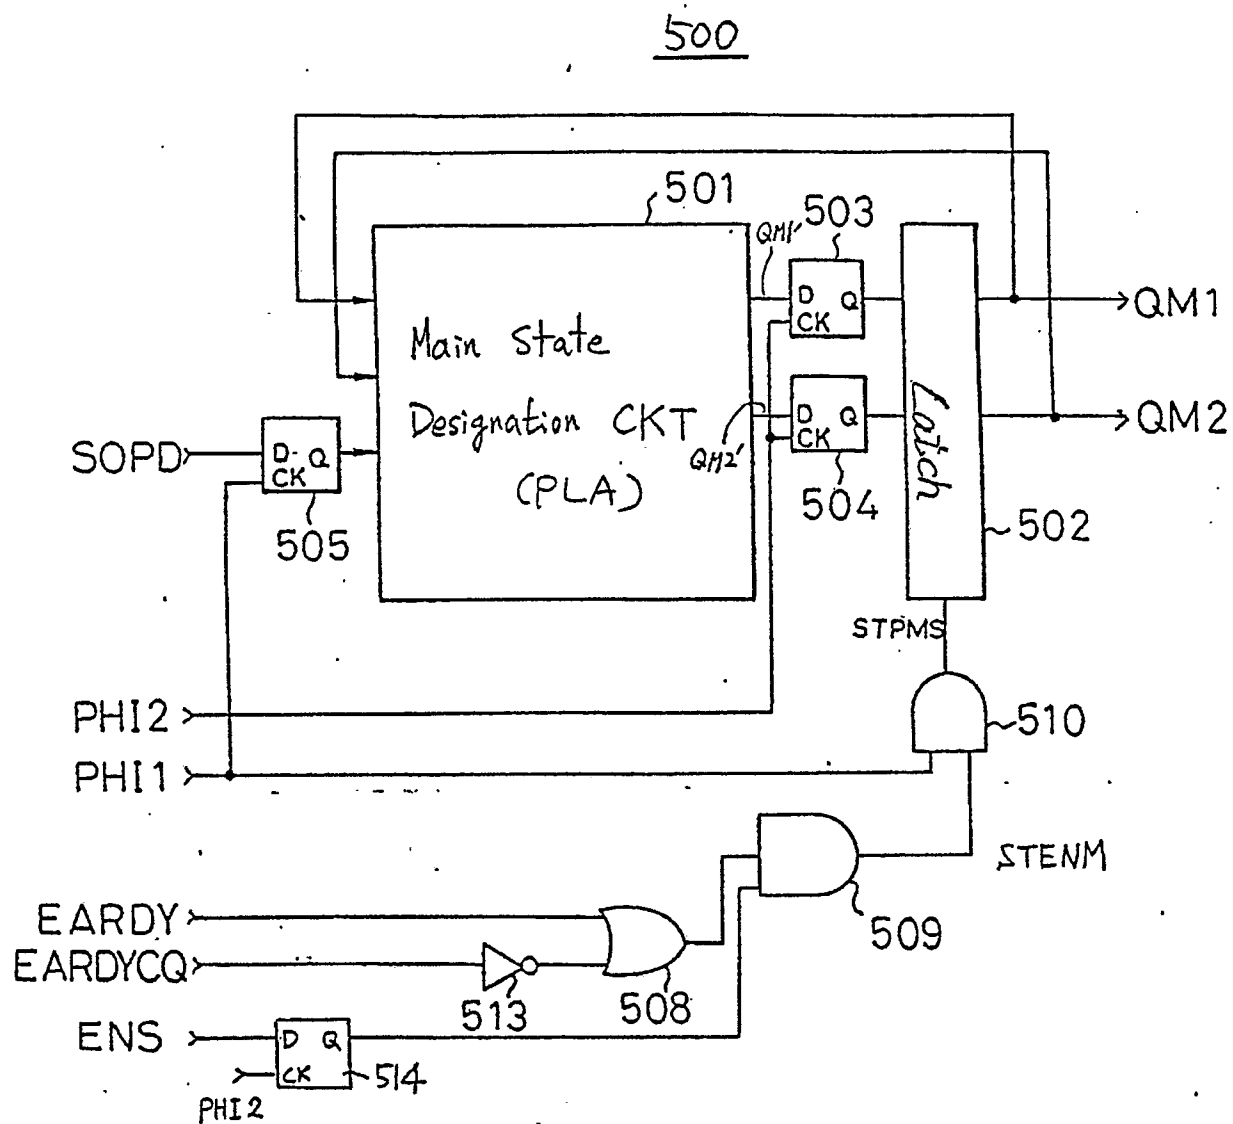 500
501
503
QM1'
D Q
CK
QM1
Main State
Designation CKT
(PLA)
D Q
CK
QM2'
504
Latch
QM2
SOPD
D Q
CK
505
502
STPMS
PHI2
510
PHI1
STENM
509
EARDY
EARDYCQ
513
508
ENS
D Q
CK
514
PHI2